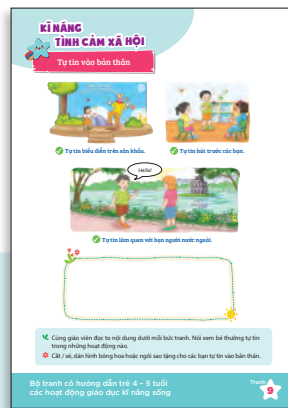 KĨ NĂNG
TÌNH CẢM XÃ HỘI
Tự tin vào bản thân
Tự tin biểu diễn trên sân khấu.
Tự tin hát trước các bạn.
Hello!
Tự tin làm quen với bạn người nước ngoài.
Cùng giáo viên đọc to nội dung dưới mỗi bức tranh. Nói xem bé thường tự tin
trong những hoạt động nào.
Cắt / xé, dán hình bông hoa hoặc ngôi sao tặng cho các bạn tự tin vào bản thân.
Bộ tranh có hướng dẫn trẻ 4 – 5 tuổi
các hoạt động giáo dục kĩ năng sống
Tranh
9